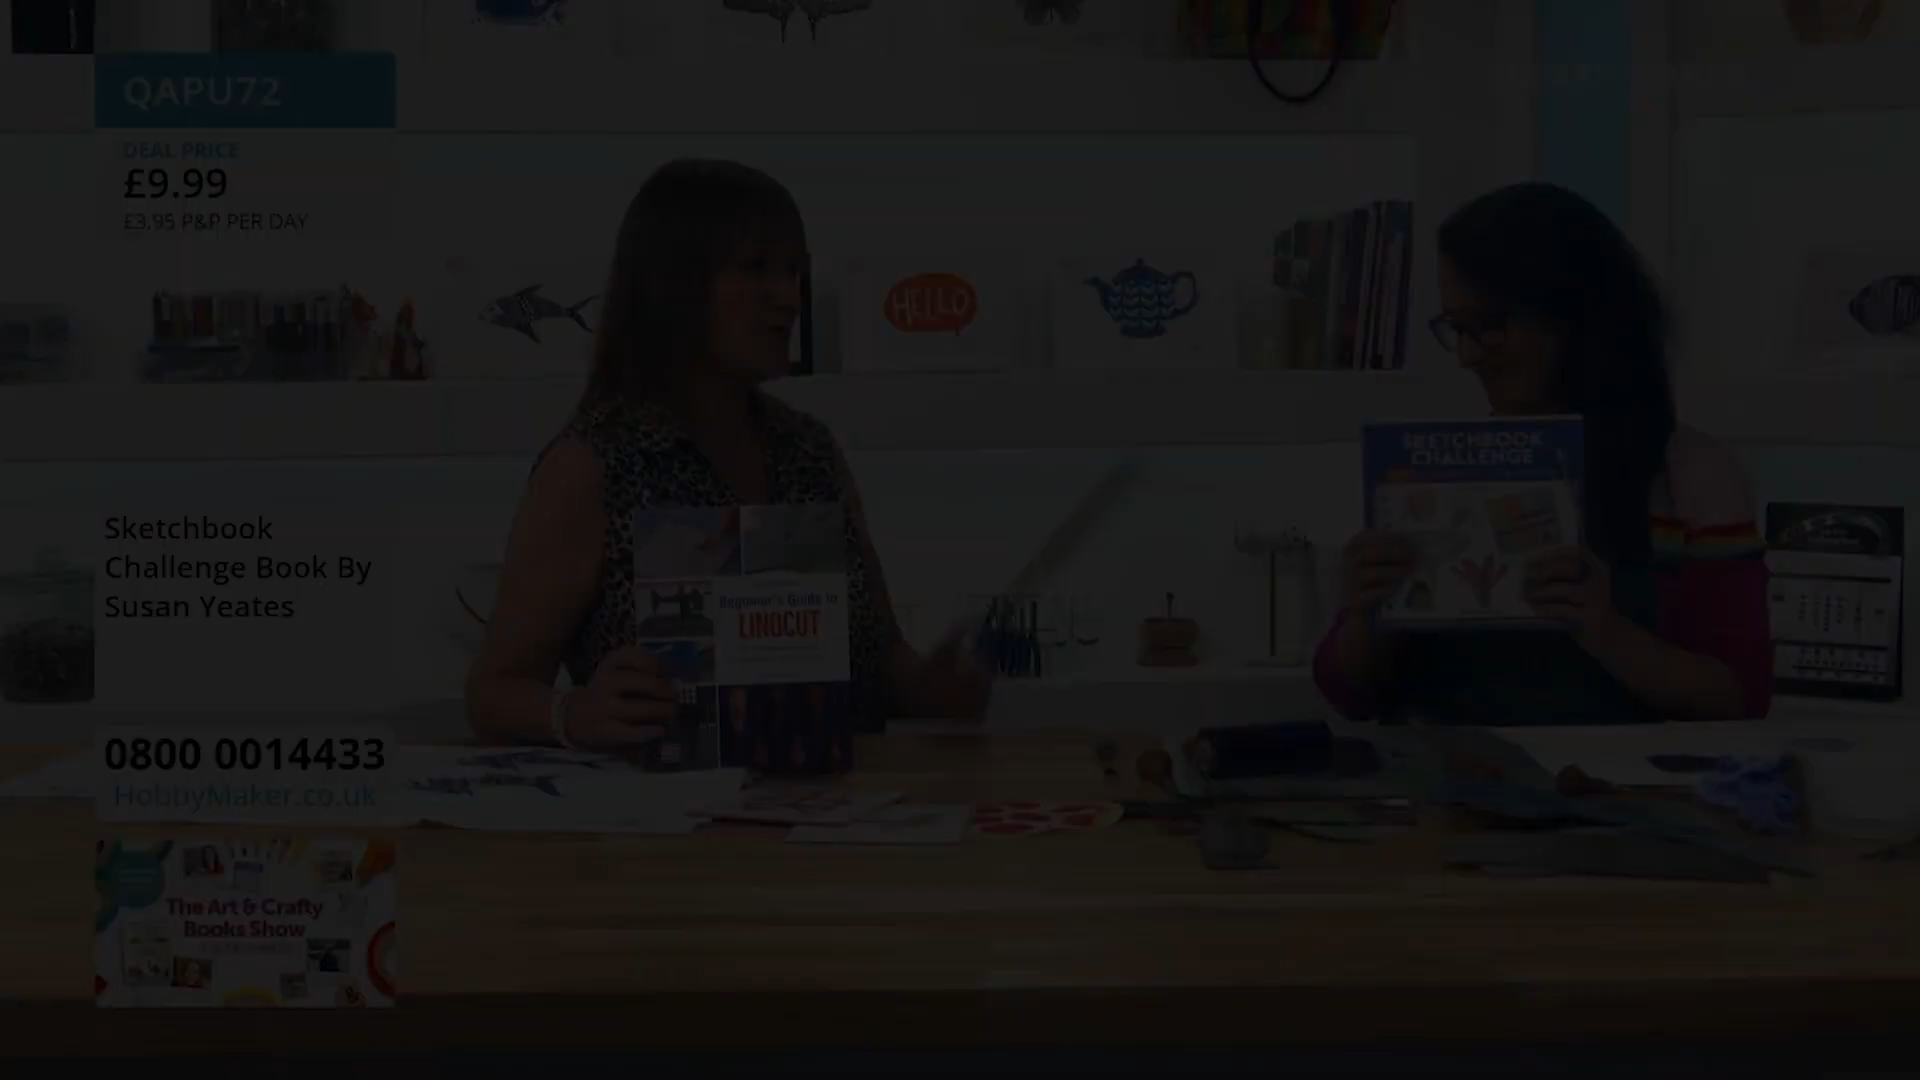 QAPU72
DEAL PRICE
£9.99
£3.95 P&P PER DAY
HELLO
SKETCHBOOK
CHALLENGE
Sketchbook
Challenge Book By
Susan Yeates
Beginner's Guide to
LINOCUT
0800 0014433
HobbyMaker.co.uk
The Art & Crafty
Books Show